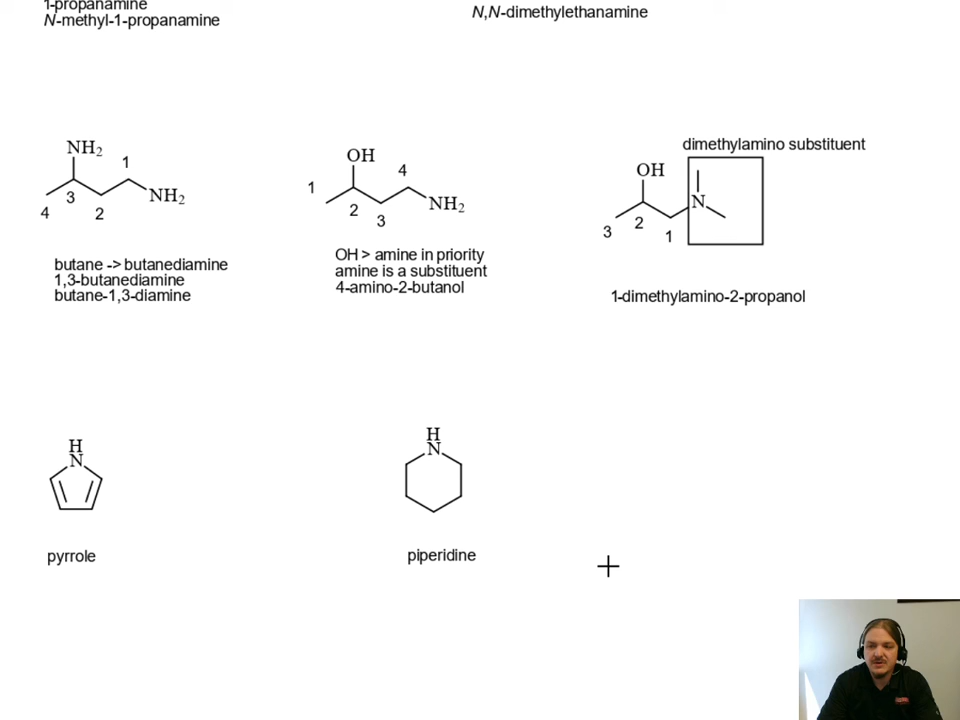 1-propanamine
N-methyl-1-propanamine
N,N-dimethylethanamine
NH2
1
NH2
3
4
2
butane -> butanediamine
1,3-butanediamine
butane-1,3-diamine
OH
4
1
NH2
2
3
OH > amine in priority
amine is a substituent
4-amino-2-butanol
dimethylamino substituent
OH
N
2
3
1
1-dimethylamino-2-propanol
H
N
pyrrole
H
N
piperidine